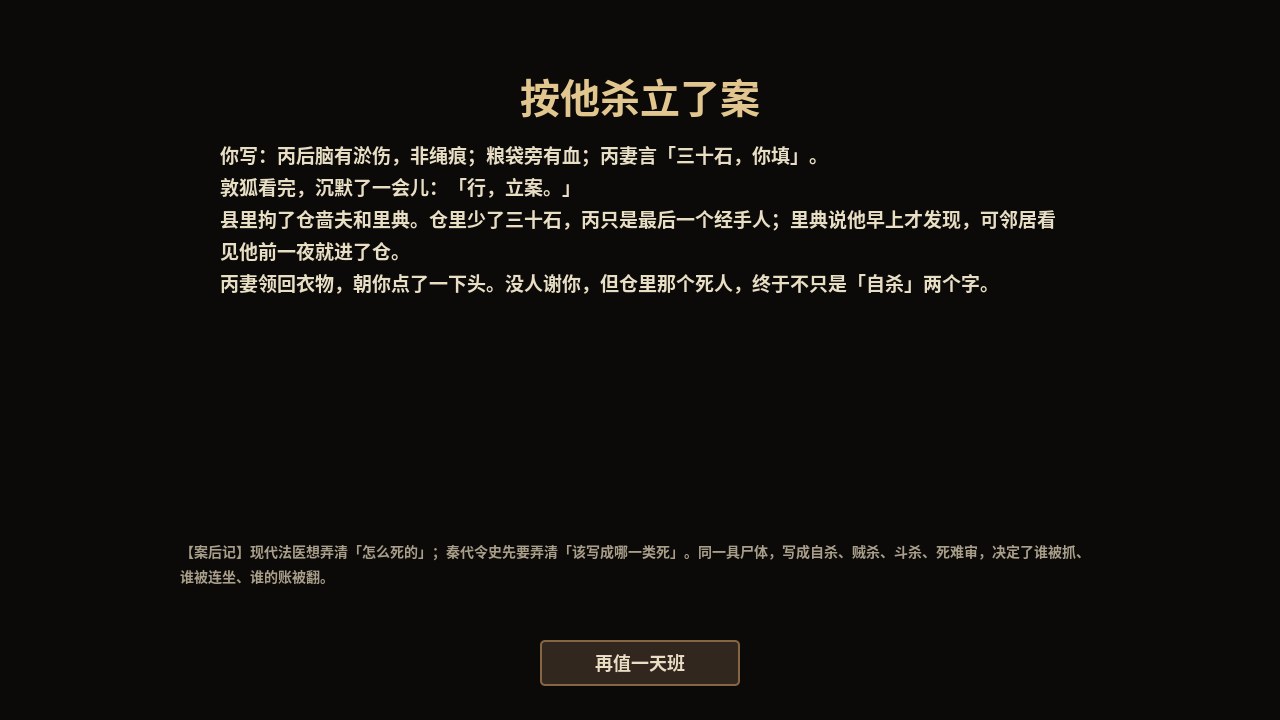 按他杀立了案
你写：丙后脑有淤伤，非绳痕；粮袋旁有血；丙妻言「三十石，你填」。
敦狐看完，沉默了一会儿：「行，立案。」
县里拘了仓啬夫和里典。仓里少了三十石，丙只是最后一个经手人；里典说他早上才发现，可邻居看
见他前一夜就进了仓。
丙妻领回衣物，朝你点了一下头。没人谢你，但仓里那个死人，终于不只是「自杀」两个字。
【案后记】现代法医想弄清「怎么死的」；秦代令史先要弄清「该写成哪一类死」。同一具尸体，写成自杀、贼杀、斗杀、死难审，决定了谁被抓、
谁被连坐、谁的账被翻。
再值一天班